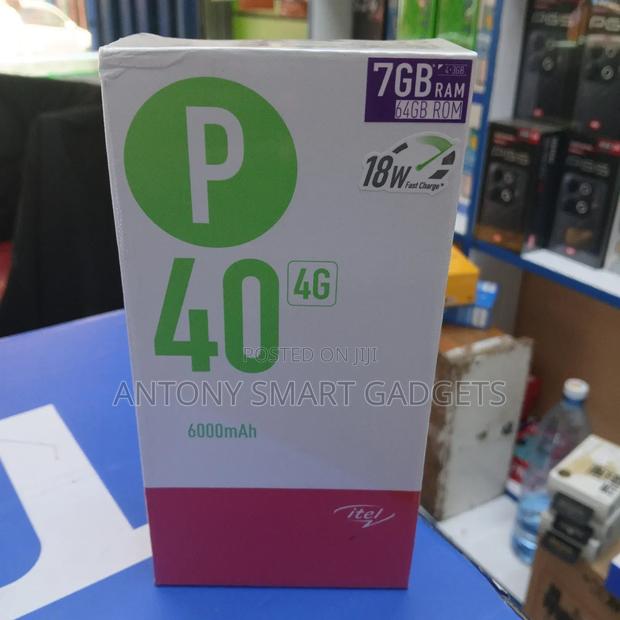 7GB RAM 4+3GB
64GB ROM
P
18W Fast Charge
40 4G
POSTED ON JIJI
ANTONY SMART GADGETS
6000mAh
itel